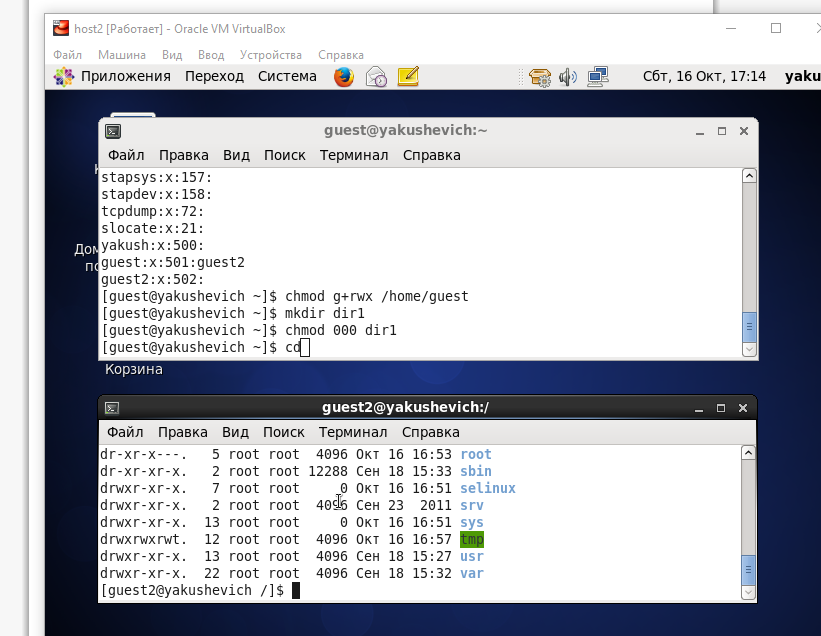 host2 [Работает] - Oracle VM VirtualBox
Файл Машина Вид Ввод Устройства Справка
Приложения Переход Система Сбт, 16 Окт, 17:14 yaku
guest@yakushevich:~
Файл Правка Вид Поиск Терминал Справка
stapsys:x:157:
stapdev:x:158:
tcpdump:x:72:
slocate:x:21:
yakush:x:500:
guest:x:501:guest2
guest2:x:502:
[guest@yakushevich ~]$ chmod g+rwx /home/guest
[guest@yakushevich ~]$ mkdir dir1
[guest@yakushevich ~]$ chmod 000 dir1
[guest@yakushevich ~]$ cd
Дом
по
Корзина
guest2@yakushevich:/
Файл Правка Вид Поиск Терминал Справка
dr-xr-x---. 5 root root 4096 Окт 16 16:53 root
dr-xr-xr-x. 2 root root 12288 Сен 18 15:33 sbin
drwxr-xr-x. 7 root root 0 Окт 16 16:51 selinux
drwxr-xr-x. 2 root root 4096 Сен 23 2011 srv
drwxr-xr-x. 13 root root 0 Окт 16 16:51 sys
drwxrwxrwt. 12 root root 4096 Окт 16 16:57 tmp
drwxr-xr-x. 13 root root 4096 Сен 18 15:27 usr
drwxr-xr-x. 22 root root 4096 Сен 18 15:32 var
[guest2@yakushevich /]$